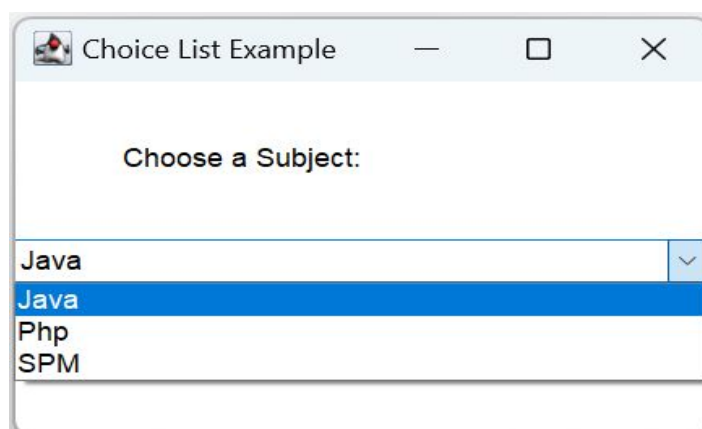 Choice List Example
Choose a Subject:
Java
Java
Php
SPM